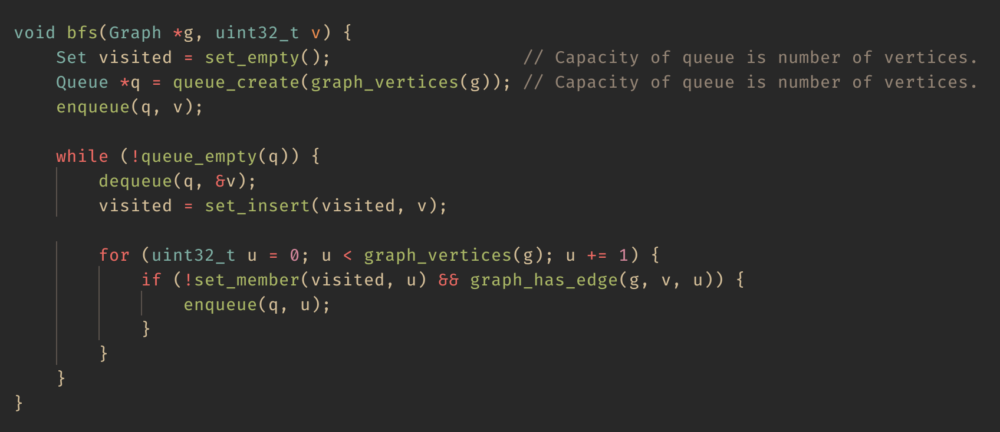 void bfs(Graph *g, uint32_t v) {
    Set visited = set_empty();                  // Capacity of queue is number of vertices.
    Queue *q = queue_create(graph_vertices(g)); // Capacity of queue is number of vertices.
    enqueue(q, v);

    while (!queue_empty(q)) {
        dequeue(q, &v);
        visited = set_insert(visited, v);

        for (uint32_t u = 0; u < graph_vertices(g); u += 1) {
            if (!set_member(visited, u) && graph_has_edge(g, v, u)) {
                enqueue(q, u);
            }
        }
    }
}